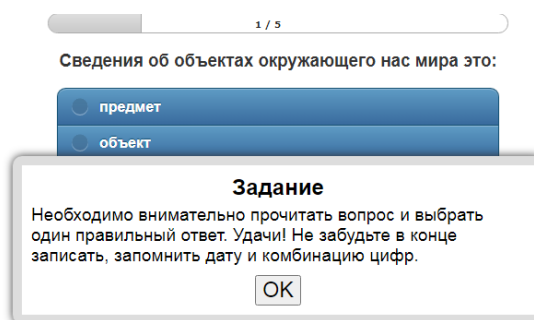 1 / 5
Сведения об объектах окружающего нас мира это:
предмет
объект
Задание
Необходимо внимательно прочитать вопрос и выбрать
один правильный ответ. Удачи! Не забудьте в конце
записать, запомнить дату и комбинацию цифр.
OK